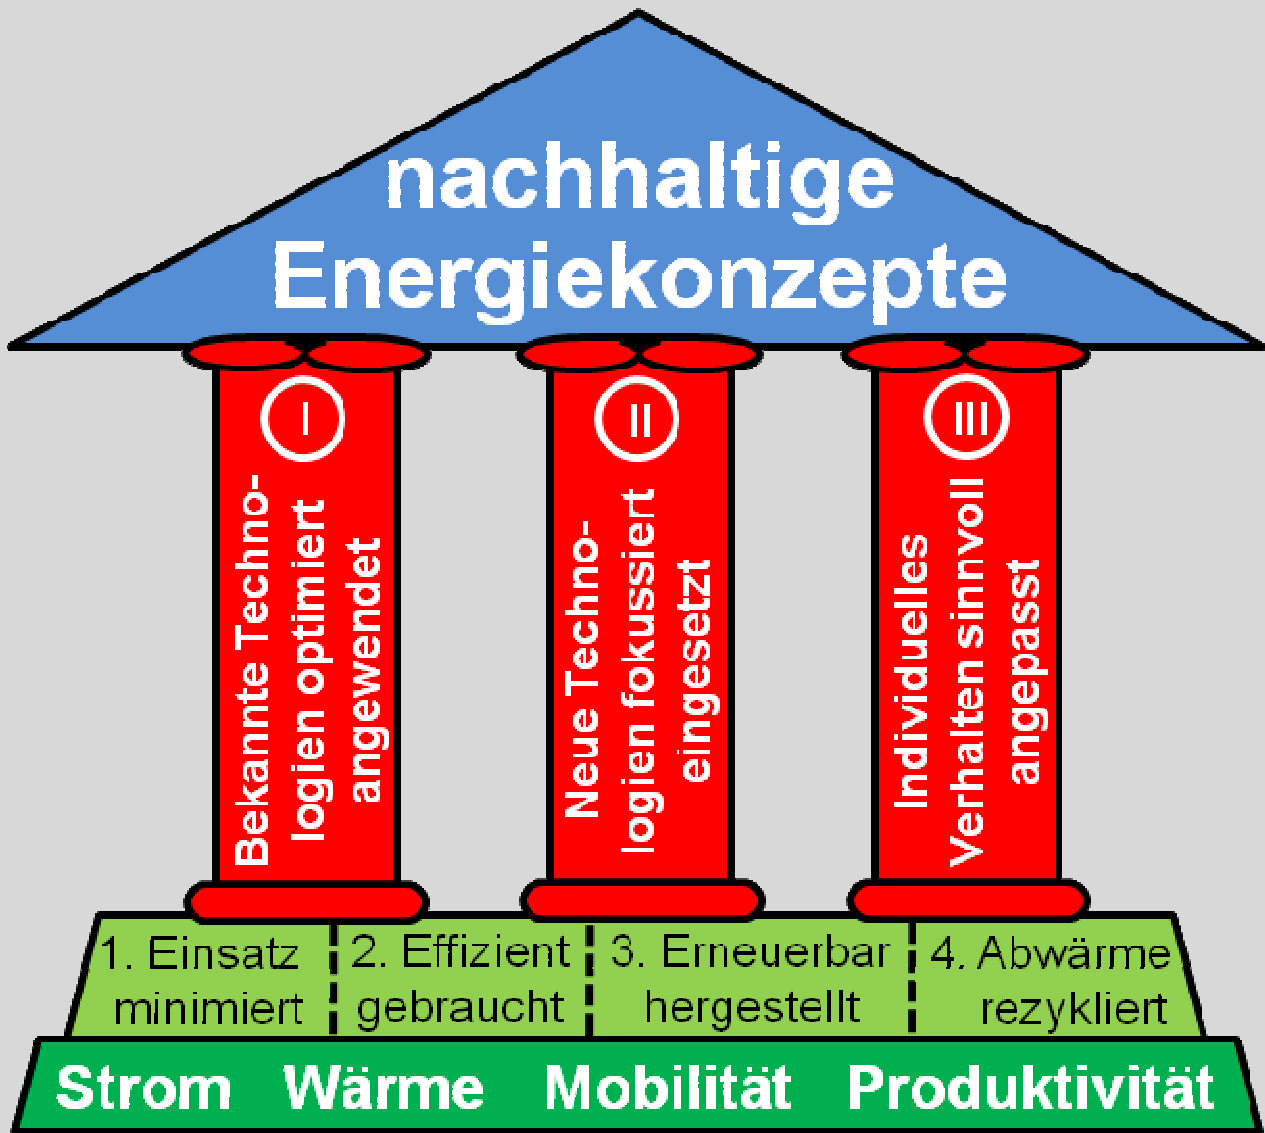 nachhaltige
Energiekonzepte
I
Bekannte Techno-
logien optimiert
angewendet
II
Neue Techno-
logien fokussiert
eingesetzt
III
Individuelles
Verhalten sinnvoll
angepasst
1. Einsatz
minimiert
2. Effizient
gebraucht
3. Erneuerbar
hergestellt
4. Abwärme
rezykliert
Strom Wärme Mobilität Produktivität